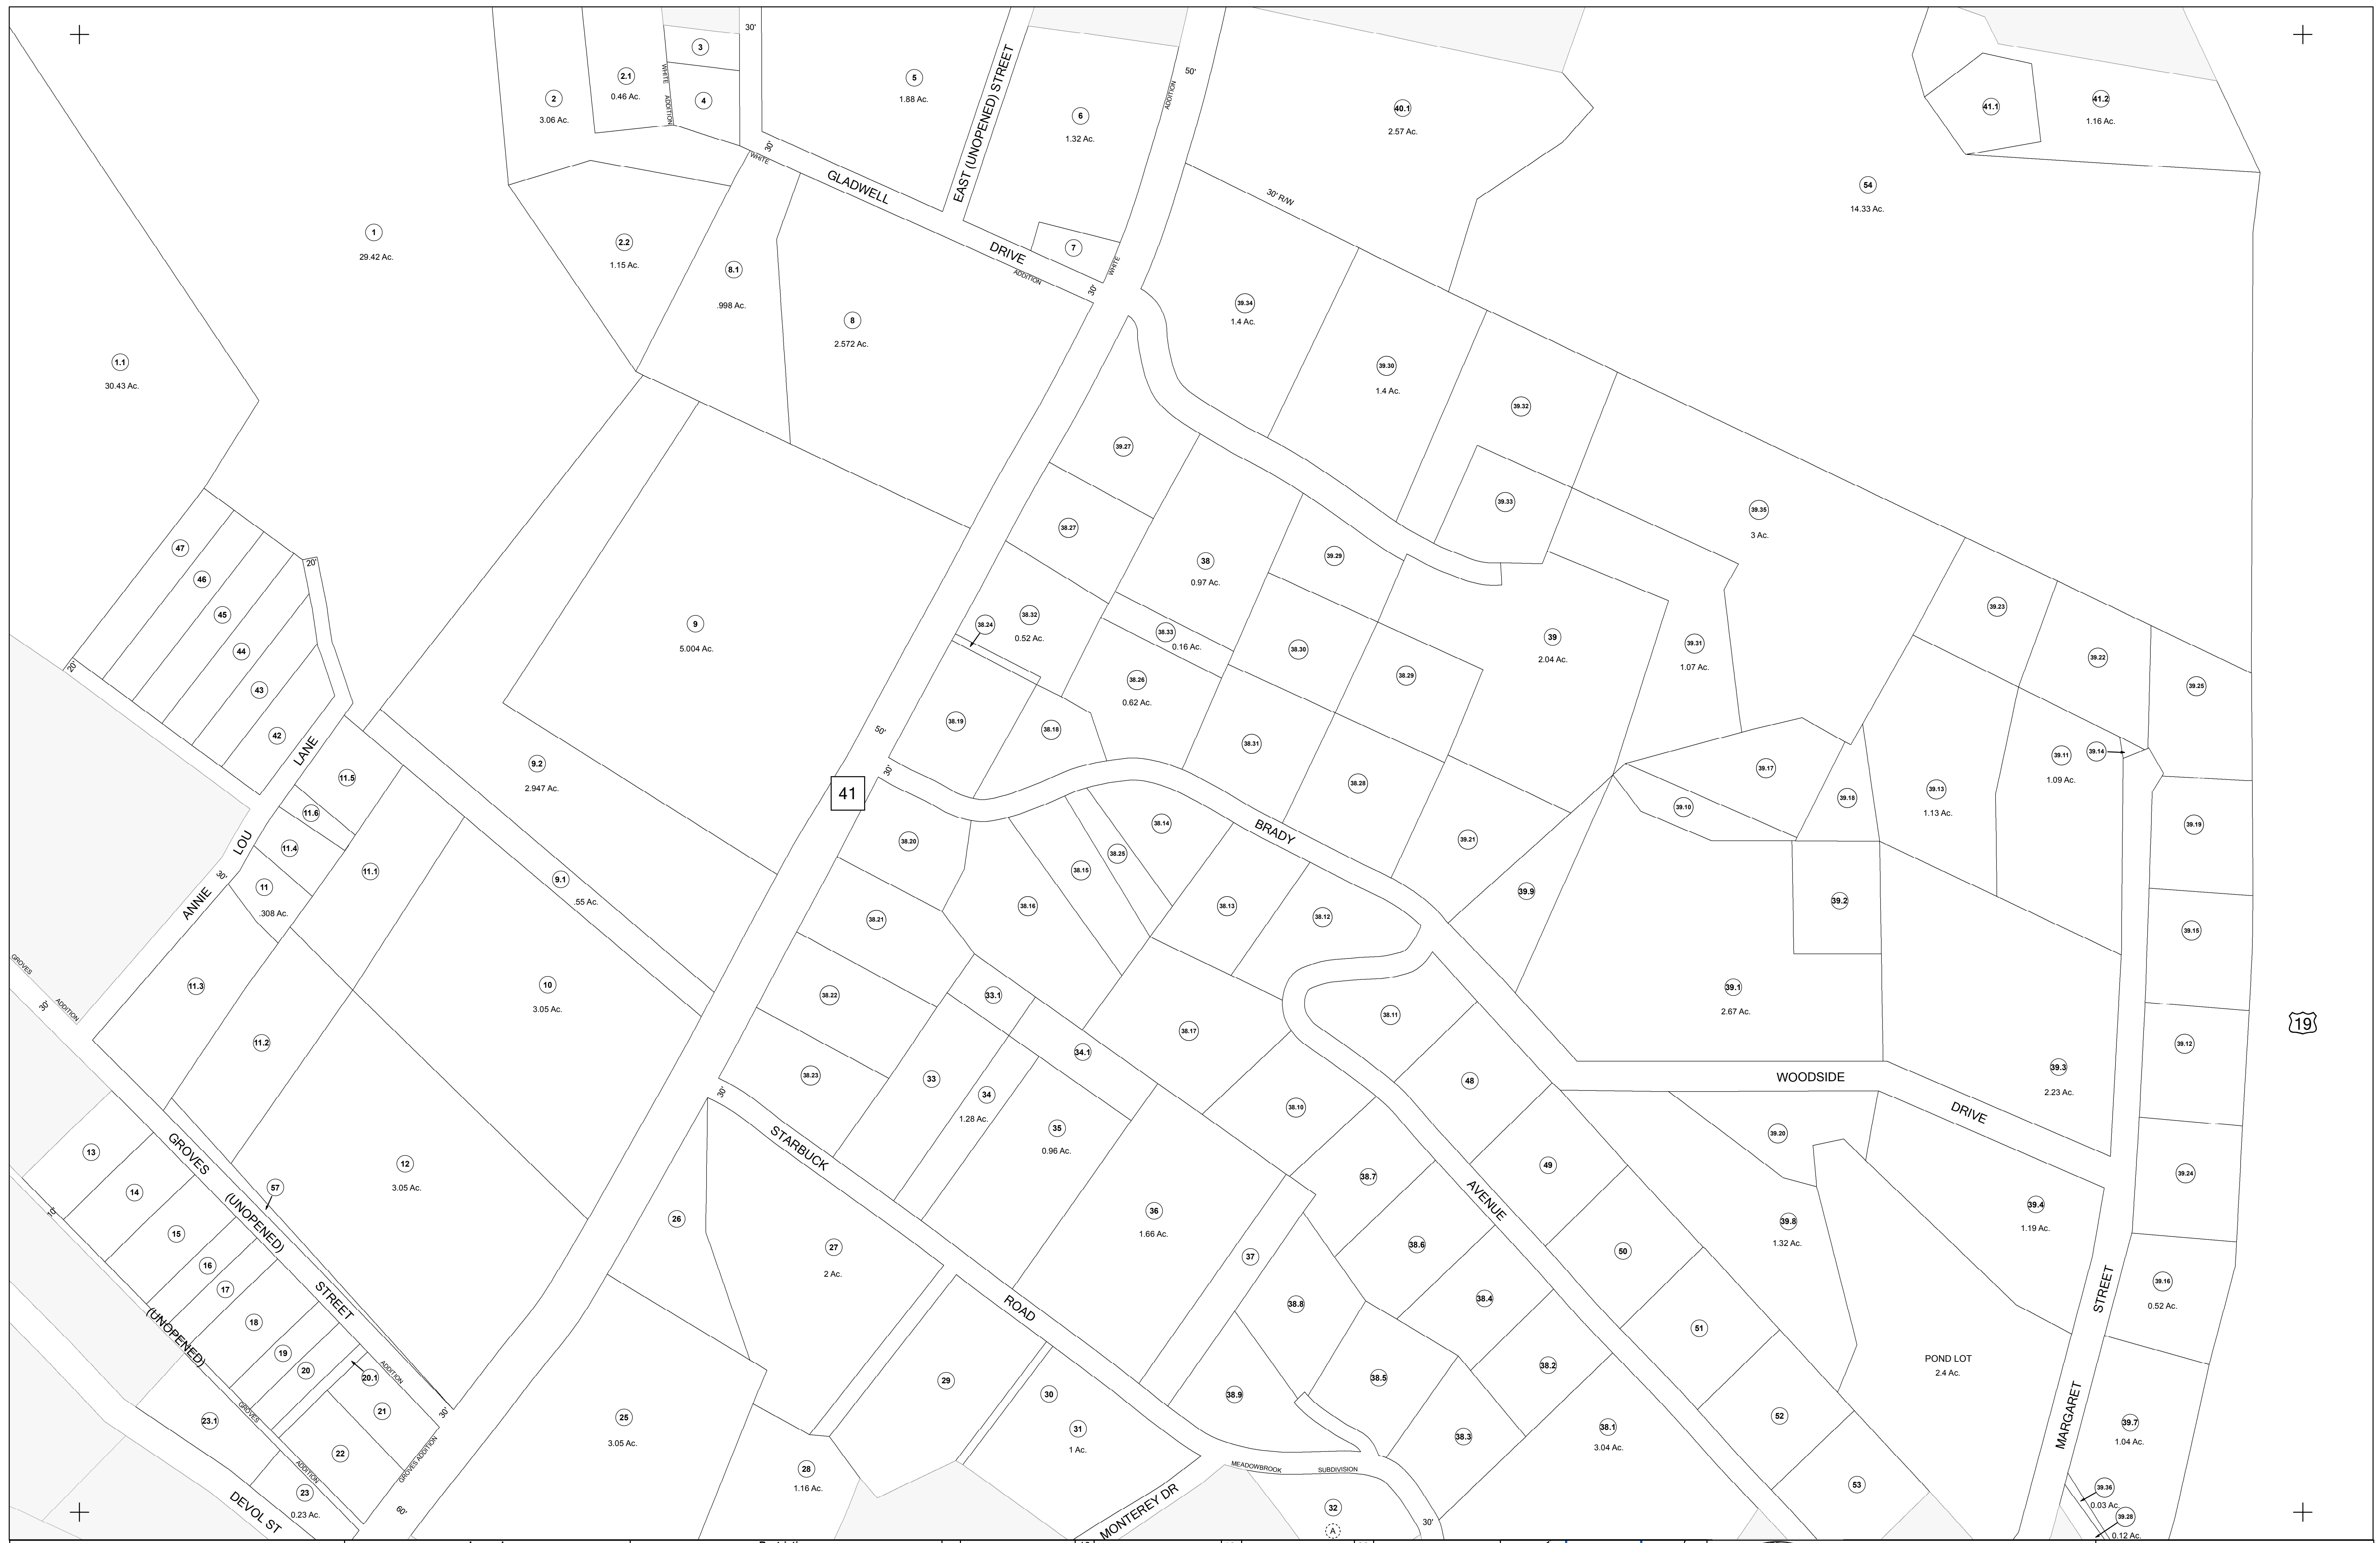 30'
3
WHITE
ADDITION
4
2.1
0.46 Ac.
2
3.06 Ac.
5
1.88 Ac.
EAST (UNOPENED) STREET
6
1.32 Ac.
ADDITION
50'
40.1
2.57 Ac.
41.1
41.2
1.16 Ac.
54
14.33 Ac.
30'
WHITE
GLADWELL
DRIVE
ADDITION
7
WHITE
30'
30' R/W
1
29.42 Ac.
2.2
1.15 Ac.
8.1
.998 Ac.
8
2.572 Ac.
1.1
30.43 Ac.
39.34
1.4 Ac.
39.30
1.4 Ac.
39.32
39.33
39.35
3 Ac.
39.27
38.27
38
0.97 Ac.
39.29
47
46
45
44
43
42
20'
20'
9
5.004 Ac.
38.24
38.32
0.52 Ac.
38.33
0.16 Ac.
38.26
0.62 Ac.
38.30
38.29
39
2.04 Ac.
39.31
1.07 Ac.
39.23
39.22
39.25
38.19
38.18
38.31
38.28
39.21
39.17
39.10
39.18
39.13
1.13 Ac.
39.11
1.09 Ac.
39.14
39.19
50'
30'
41
9.2
2.947 Ac.
ANNIE
LOU
LANE
30'
11.5
11.6
11.4
11
.308 Ac.
11.1
9.1
.55 Ac.
38.20
38.14
38.25
38.15
38.16
38.13
38.12
BRADY
39.9
39.2
39.15
38.21
11.3
11.2
10
3.05 Ac.
38.22
33.1
38.17
34.1
38.11
39.1
2.67 Ac.
39.12
19
GROVES
ADDITION
30'
38.23
33
34
1.28 Ac.
35
0.96 Ac.
38.10
48
WOODSIDE
DRIVE
39.3
2.23 Ac.
30'
STARBUCK
ROAD
39.20
13
14
15
16
17
18
19
20
20.1
21
22
GROVES
(UNOPENED)
STREET
57
12
3.05 Ac.
10'
(UNOPENED)
26
27
2 Ac.
36
1.66 Ac.
37
38.7
49
AVENUE
38.6
50
39.8
1.32 Ac.
39.4
1.19 Ac.
39.24
39.16
0.52 Ac.
38.8
38.4
51
POND LOT
2.4 Ac.
MARGARET
STREET
ADDITION
GROVES
ADDITION
GROVES ADDITION
30'
23.1
23
0.23 Ac.
DEVOL ST
60'
25
3.05 Ac.
28
1.16 Ac.
29
30
31
1 Ac.
38.9
38.5
38.2
38.3
38.1
3.04 Ac.
52
53
39.7
1.04 Ac.
39.36
0.03 Ac.
39.28
0.12 Ac.
MEADOWBROOK
SUBDIVISION
MONTEREY DR
32
A
30'